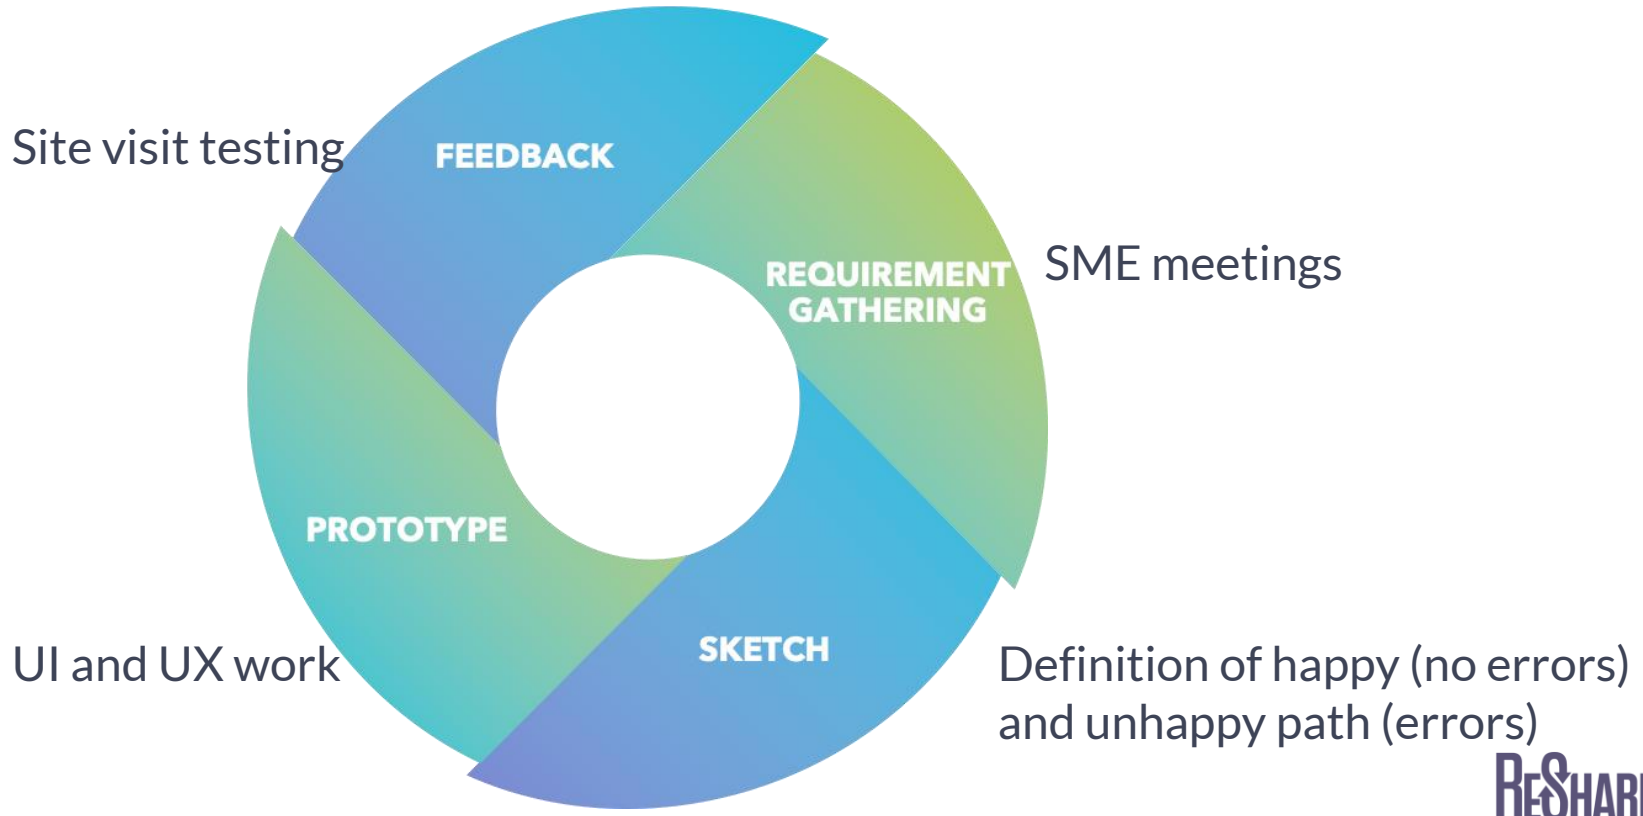 FEEDBACK
Site visit testing
REQUIREMENT
GATHERING
SME meetings
PROTOTYPE
UI and UX work
SKETCH
Definition of happy (no errors)
and unhappy path (errors)